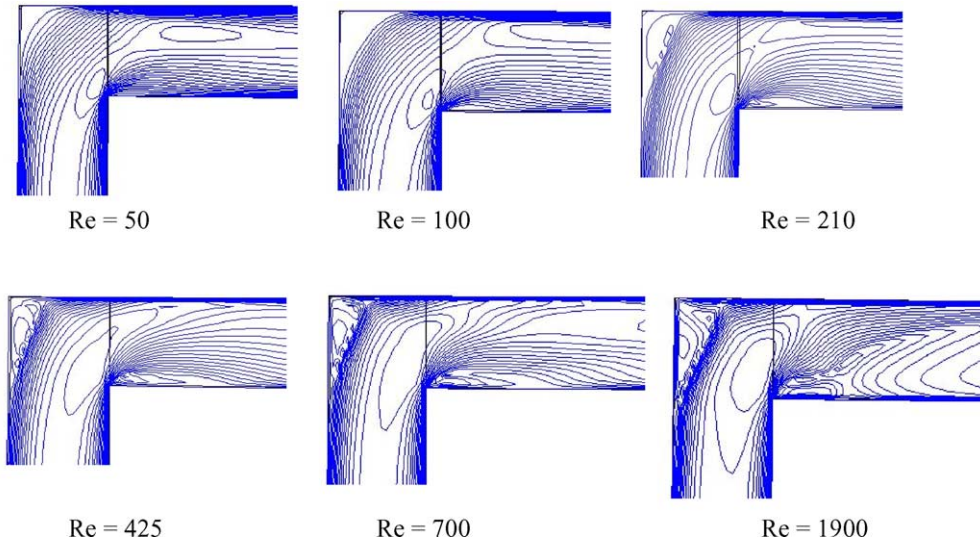 Re = 50
Re = 100
Re = 210
Re = 425
Re = 700
Re = 1900